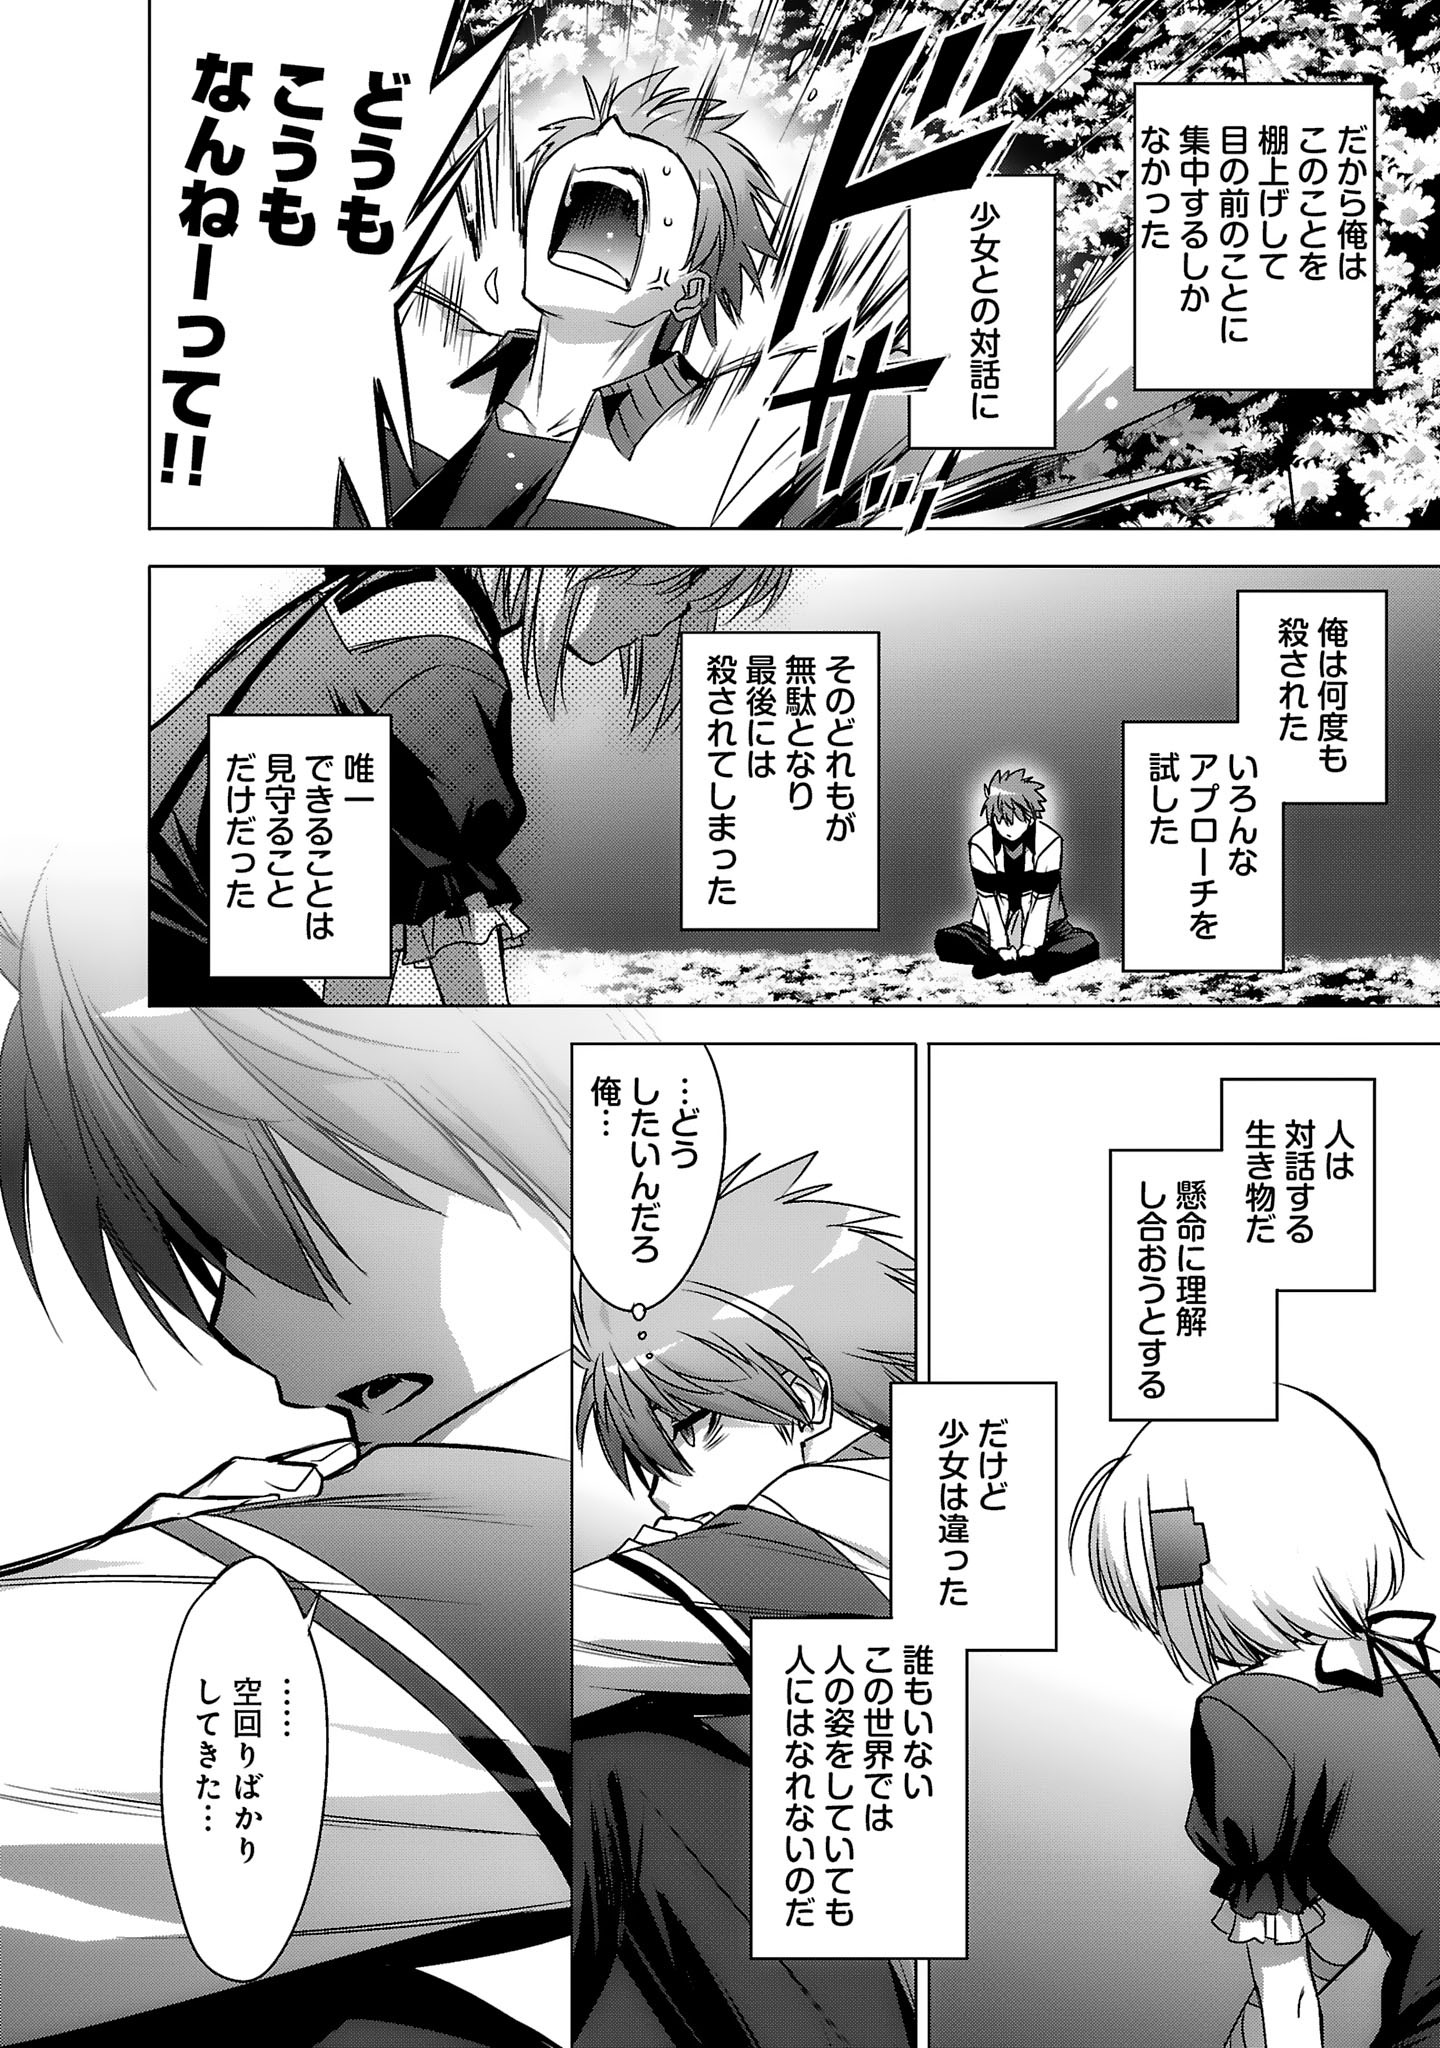 だから俺は
このことを
棚上げして
目の前のことに
集中するしか
なかった
少女との対話に
ドサッ
どうも
こうも
なんねーって!!
俺は何度も
殺された
いろんな
アプローチを
試した
そのどれもが
無駄となり
最後には
殺されてしまった
唯一
できることは
見守ること
だけだった
人は
対話する
生き物だ
懸命に理解
し合おうとする
だけど
少女は違った
誰もいない
この世界では
人の姿をしていても
人にはなれないのだ
…どう
したいんだろ
俺…
……
空回りばかり
してきた…